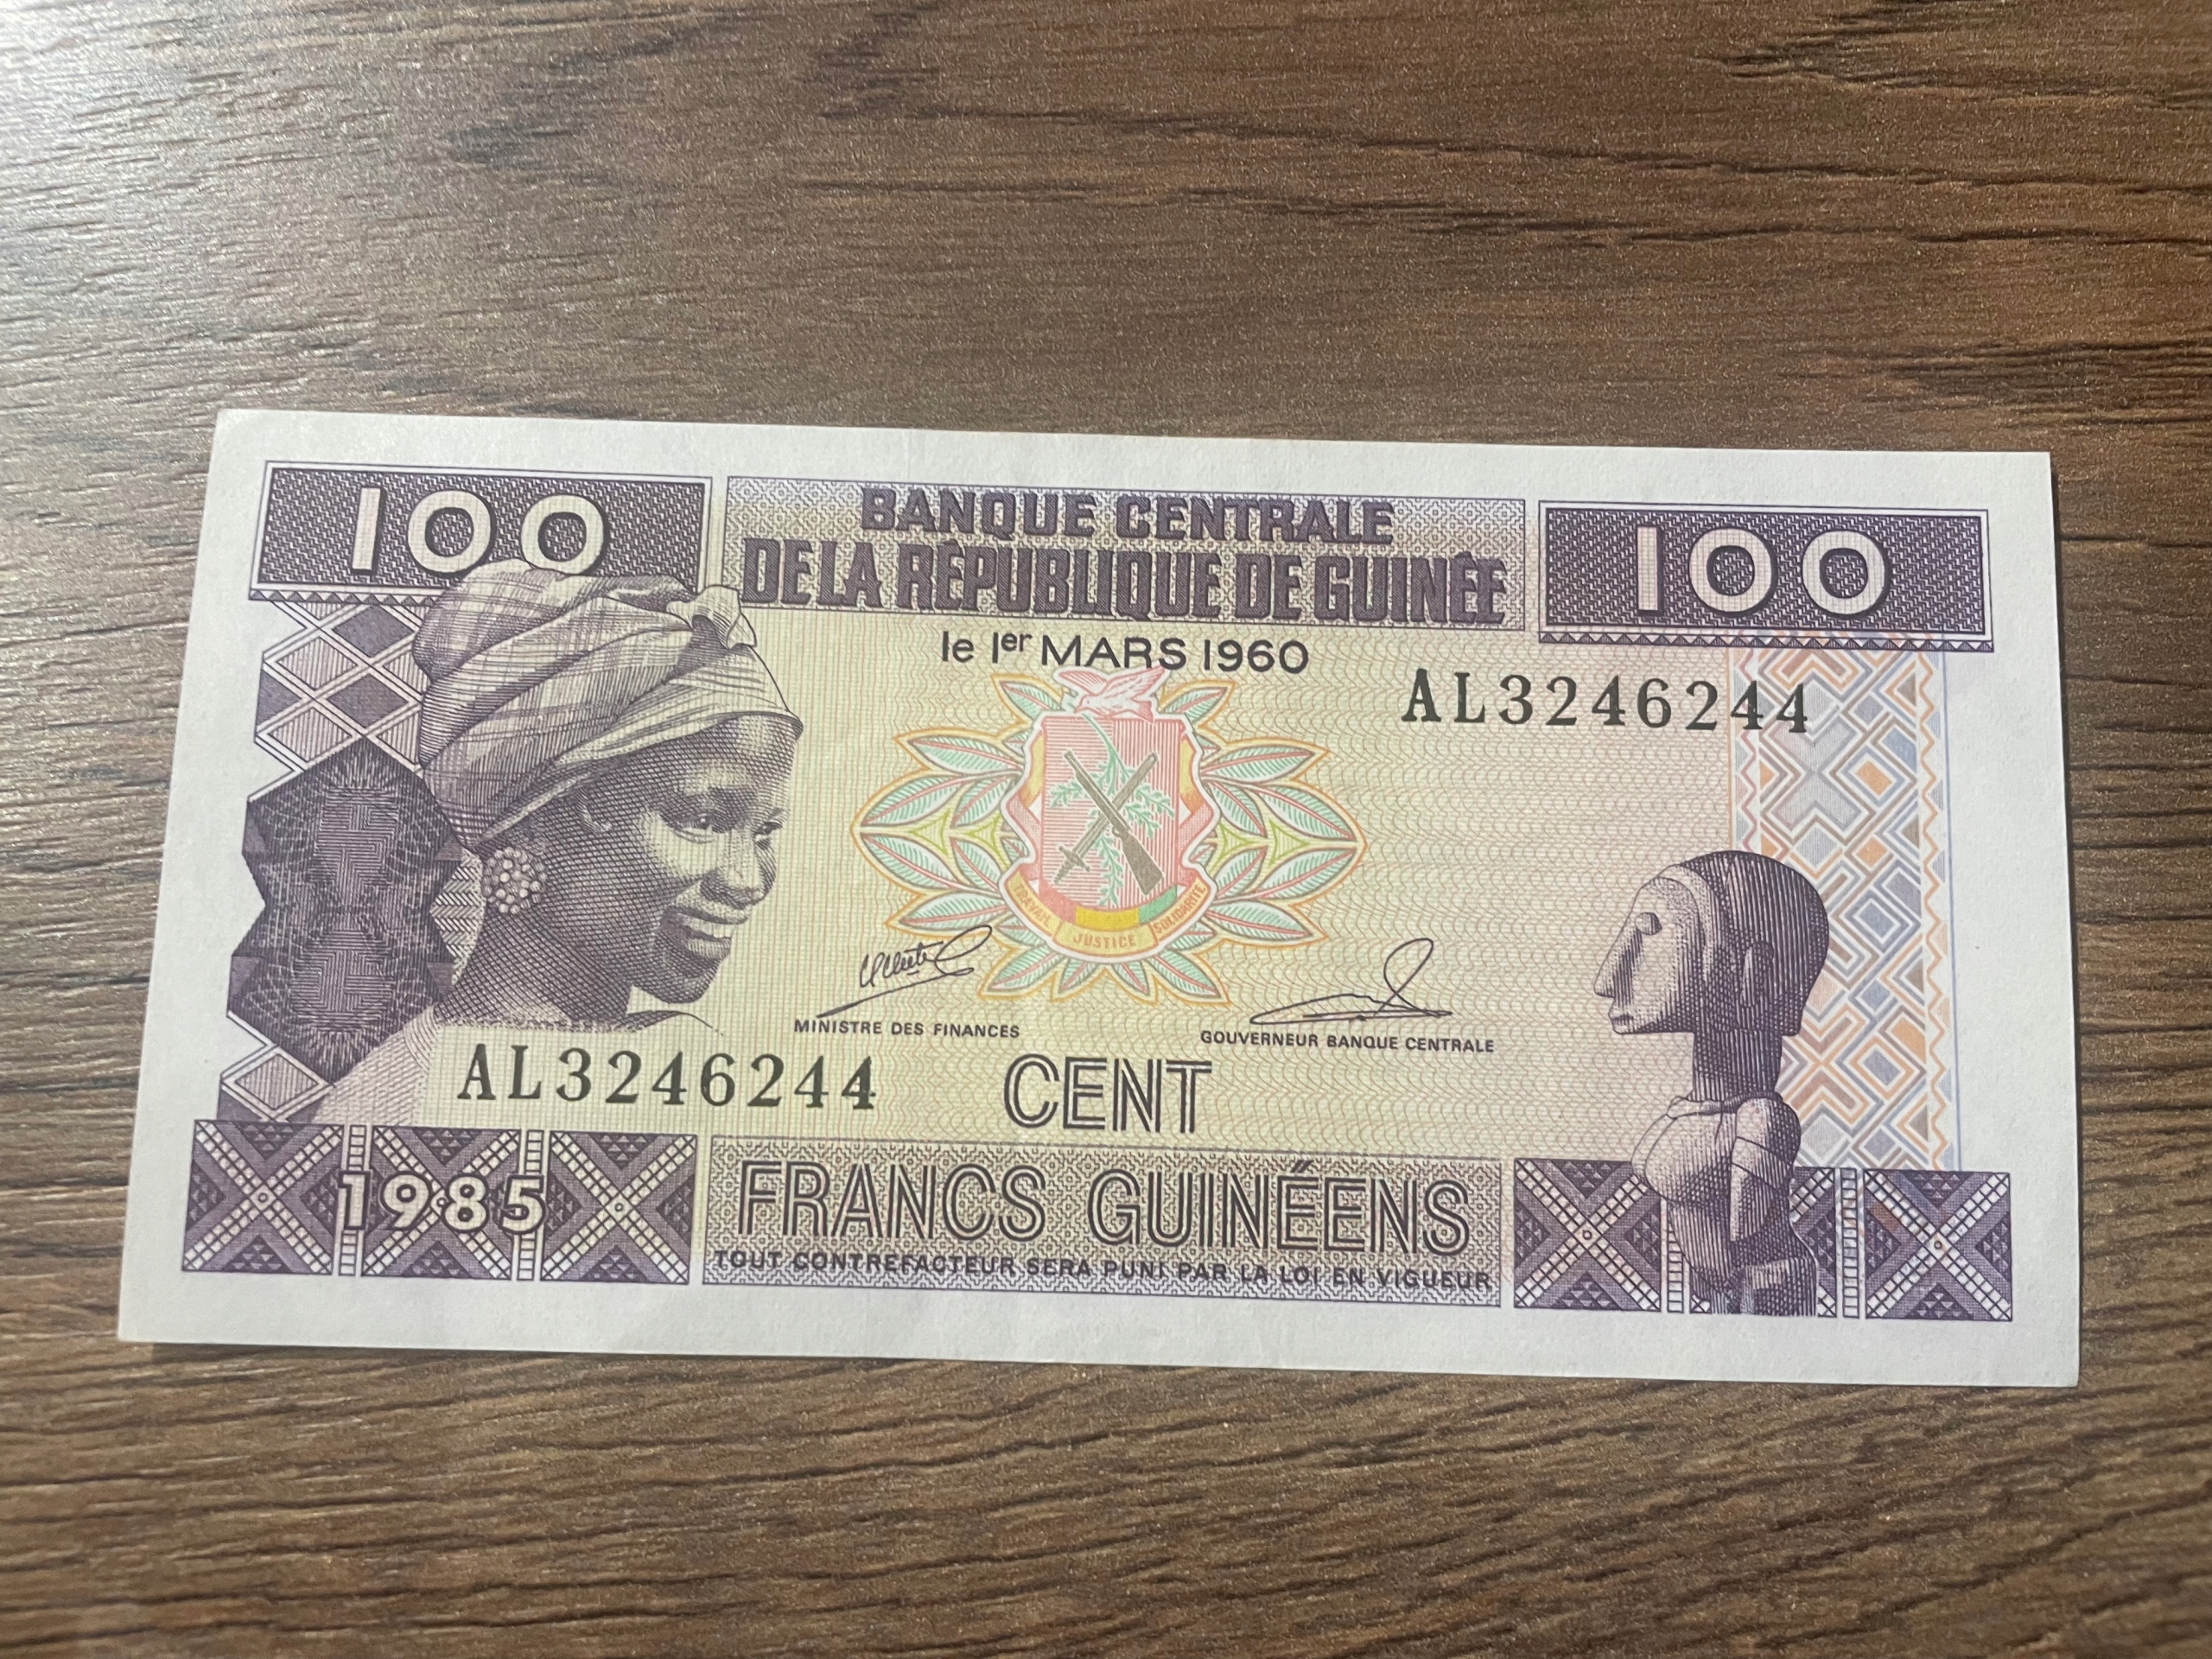 100
BANQUE CENTRALE
DE LA RÉPUBLIQUE DE GUINÉE
100
le 1er MARS 1960
AL3246244
TRAVAIL JUSTICE SOLIDARITÉ
MINISTRE DES FINANCES
GOUVERNEUR BANQUE CENTRALE
AL3246244
CENT
1985
FRANCS GUINÉENS
TOUT CONTREFACTEUR SERA PUNI PAR LA LOI EN VIGUEUR